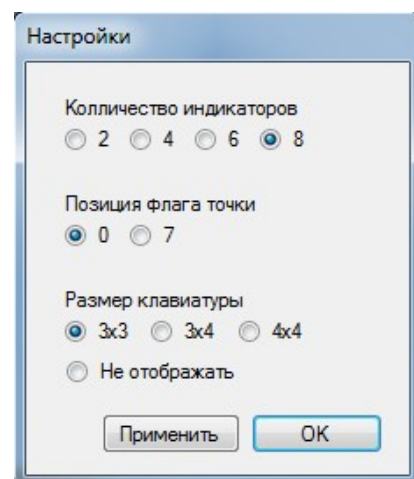 Настройки
Колличество индикаторов
2 4 6 8
Позиция флага точки
0 7
Размер клавиатуры
3x3 3x4 4x4
Не отображать
Применить OK